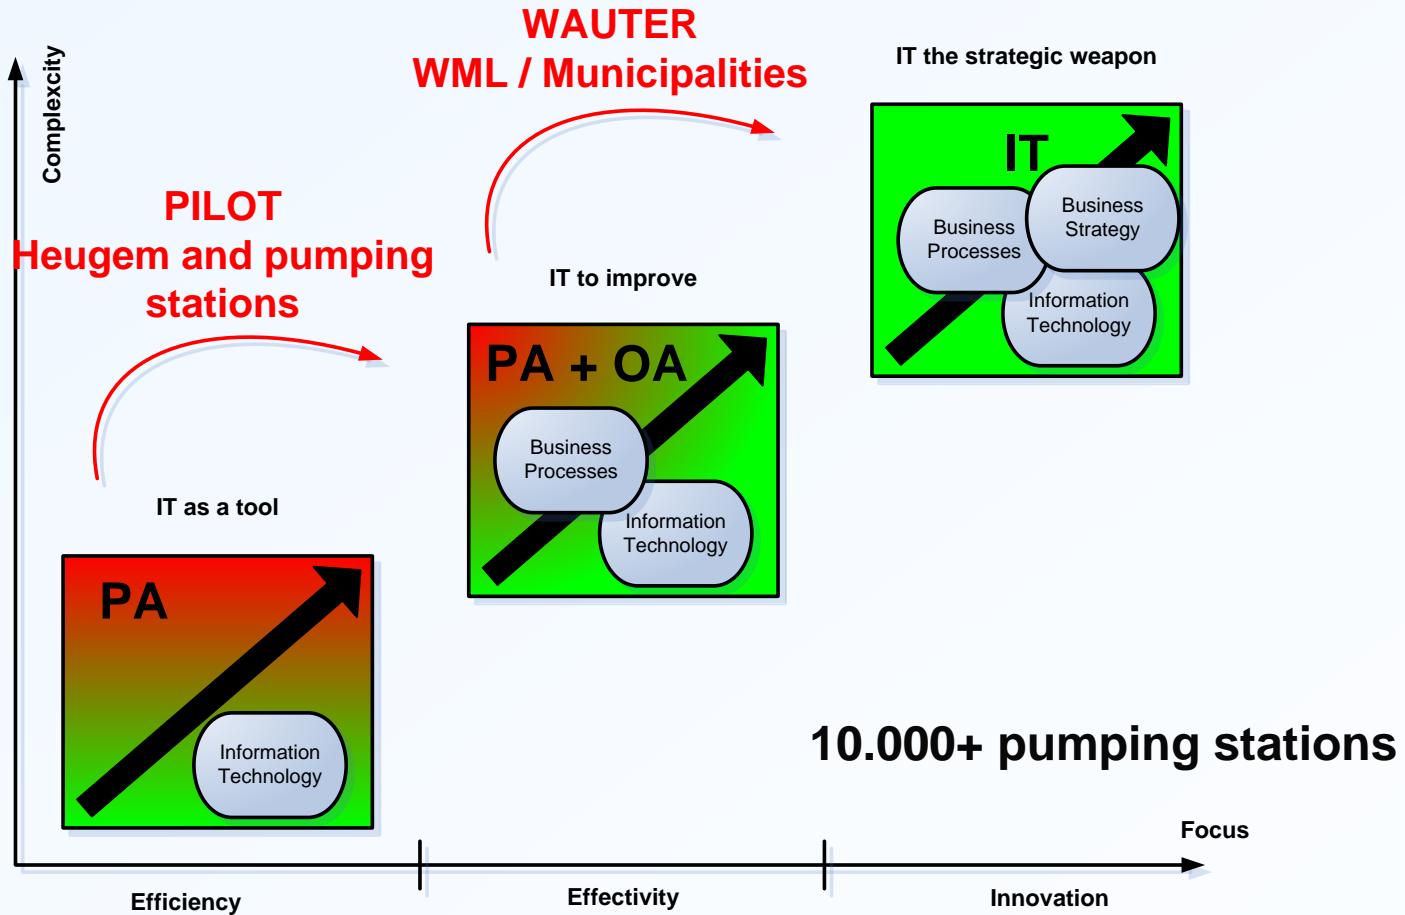 WAUTER
WML / Municipalities
IT the strategic weapon
Complexcity
IT
Business
Processes
Business
Strategy
Information
Technology
PILOT
Heugem and pumping
stations
IT to improve
PA + OA
Business
Processes
Information
Technology
IT as a tool
PA
Information
Technology
10.000+ pumping stations
Focus
Efficiency
Effectivity
Innovation